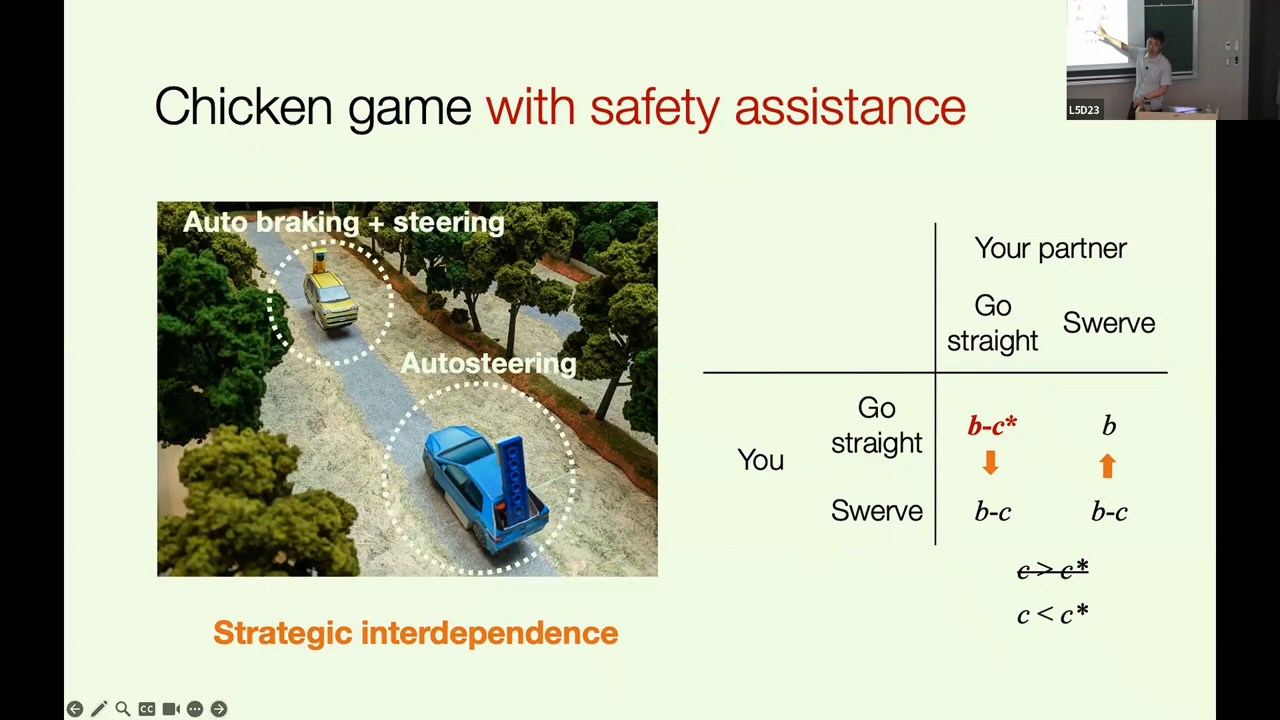 Chicken game with safety assistance
L5D23
Auto braking + steering
Autosteering
Strategic interdependence
Your partner
Go straight
Swerve
You
Go straight
b-c*
b
Swerve
b-c
b-c
c > c*
c < c*
CC